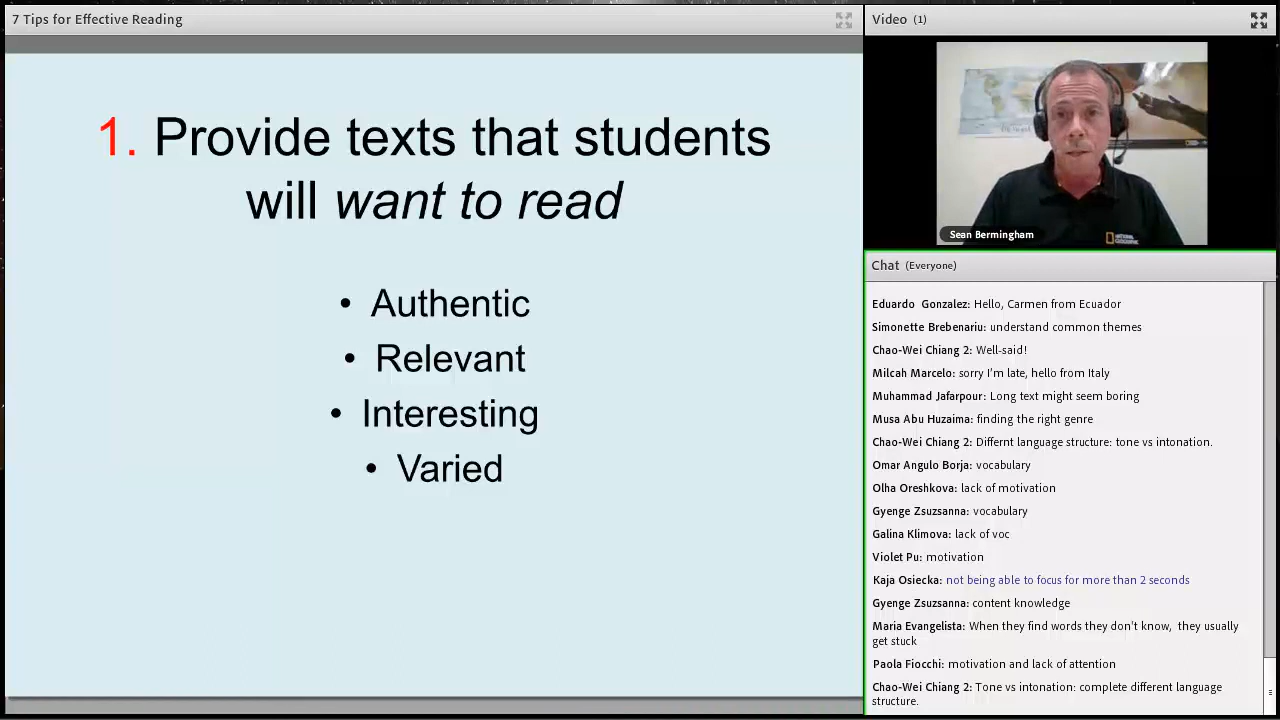 7 Tips for Effective Reading
1. Provide texts that students
will want to read
• Authentic
• Relevant
• Interesting
• Varied
Video (1)
Sean Bermingham
NATIONAL
GEOGRAPHIC
Chat (Everyone)
Eduardo Gonzalez: Hello, Carmen from Ecuador
Simonette Brebenariu: understand common themes
Chao-Wei Chiang 2: Well-said!
Milcah Marcelo: sorry I'm late, hello from Italy
Muhammad Jafarpour: Long text might seem boring
Musa Abu Huzaima: finding the right genre
Chao-Wei Chiang 2: Differnt language structure: tone vs intonation.
Omar Angulo Borja: vocabulary
Olha Oreshkova: lack of motivation
Gyenge Zsuzsanna: vocabulary
Galina Klimova: lack of voc
Violet Pu: motivation
Kaja Osiecka: not being able to focus for more than 2 seconds
Gyenge Zsuzsanna: content knowledge
Maria Evangelista: When they find words they don't know, they usually
get stuck
Paola Fiocchi: motivation and lack of attention
Chao-Wei Chiang 2: Tone vs intonation: complete different language
structure.